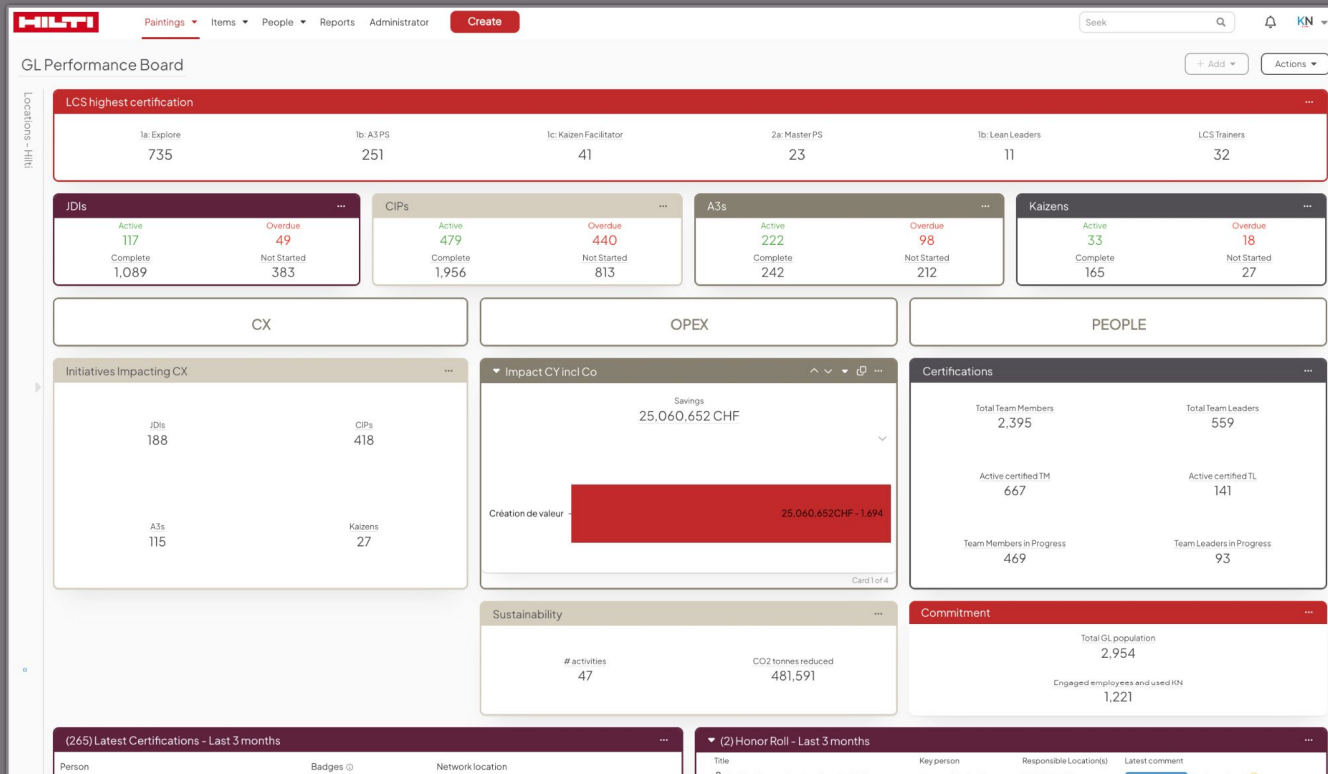 HILTI Paintings Items People Reports Administrator Create Seek KN
GL Performance Board + Add Actions
Locations - Hilti
LCS highest certification
1a: Explore 1b: A3 PS 1c: Kaizen Facilitator 2a: Master PS 1b: Lean Leaders LCS Trainers
735 251 41 23 11 32
JDIs CIPs A3s Kaizens
Active Overdue Active Overdue Active Overdue Active Overdue
117 49 479 440 222 98 33 18
Complete Not Started Complete Not Started Complete Not Started Complete Not Started
1,089 383 1,956 813 242 212 165 27
CX OPEX PEOPLE
Initiatives Impacting CX
JDIs CIPs
188 418
A3s Kaizens
115 27
Impact CY incl Co
Savings
25,060,652 CHF
Création de valeur 25.060.652CHF - 1.694
Card 1 of 4
Certifications
Total Team Members Total Team Leaders
2,395 559
Active certified TM Active certified TL
667 141
Team Members in Progress Team Leaders in Progress
469 93
Sustainability
# activities CO2 tonnes reduced
47 481,591
Commitment
Total GL population
2,954
Engaged employees and used KN
1,221
(265) Latest Certifications - Last 3 months
Person Badges Network location
(2) Honor Roll - Last 3 months
Title Key person Responsible Location(s) Latest comment